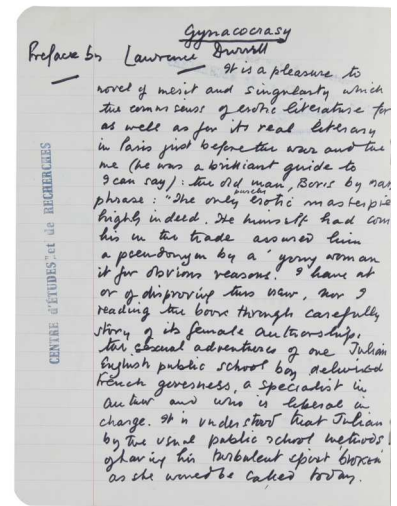 Gynacocrasy
Preface by Lawrence Durrell
It is a pleasure to
novel of merit and singularity which
the of erotic literature for
as well as for its real literary
in Paris just before the war and the
me (he was a brilliant guide to
I can say): the old man, Boris by
phrase: "The only erotic masterpie
highly indeed. He himself had com
his in the trade assured him
a pseudonym by a young woman
it for obvious reasons. I have at
or of disproving this view, nor I
reading the book through carefully
story of its female authorship.
the sexual adventures of one Julian
English public school boy delivered
French governess, a specialist in
and who is liberal in
charge. It is understood that Julian
by the usual public school methods
of having his turbulent spirit 'broken'
as she would be called today.
CENTRE d'ÉTUDES et de RECHERCHES